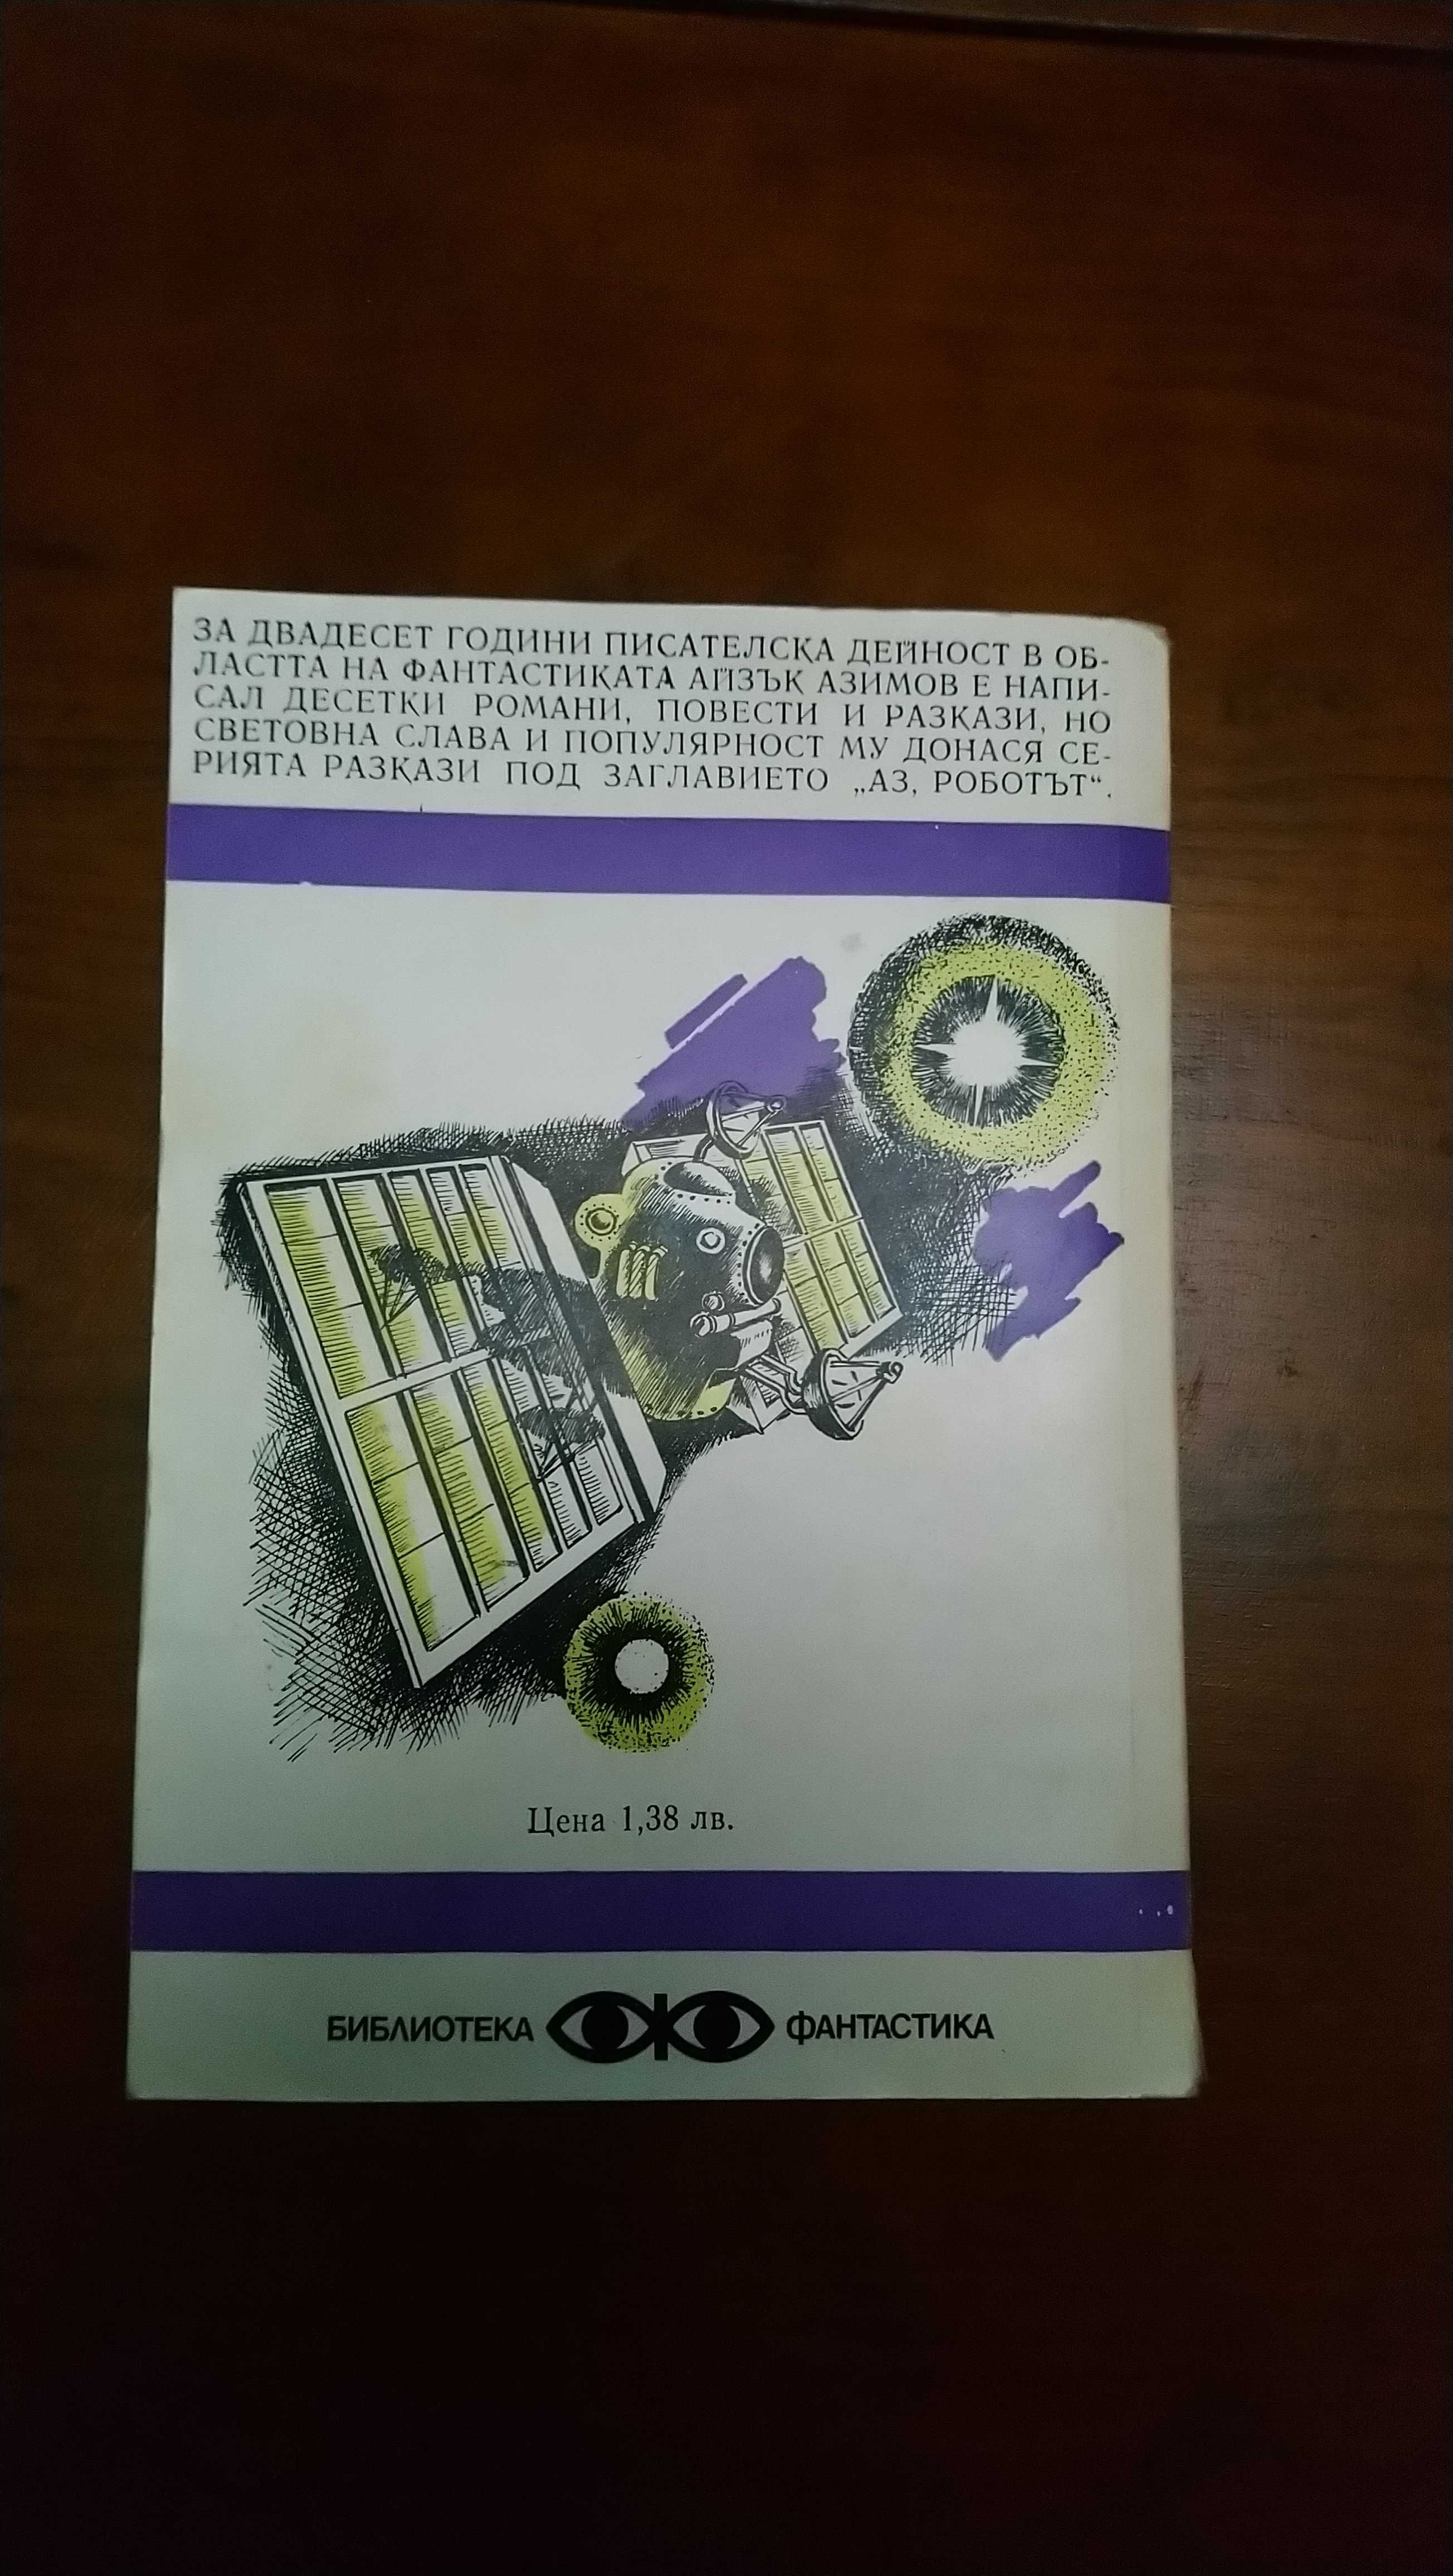 ЗА ДВАДЕСЕТ ГОДИНИ ПИСАТЕЛСКА ДЕЙНОСТ В ОБ-
ЛАСТТА НА ФАНТАСТИКАТА АЙЗЪК АЗИМОВ Е НАПИ-
САЛ ДЕСЕТКИ РОМАНИ, ПОВЕСТИ И РАЗКАЗИ, НО
СВЕТОВНА СЛАВА И ПОПУЛЯРНОСТ МУ ДОНАСЯ СЕ-
РИЯТА РАЗКАЗИ ПОД ЗАГЛАВИЕТО „АЗ, РОБОТЪТ“.
Цена 1,38 лв.
БИБЛИОТЕКА ФАНТАСТИКА